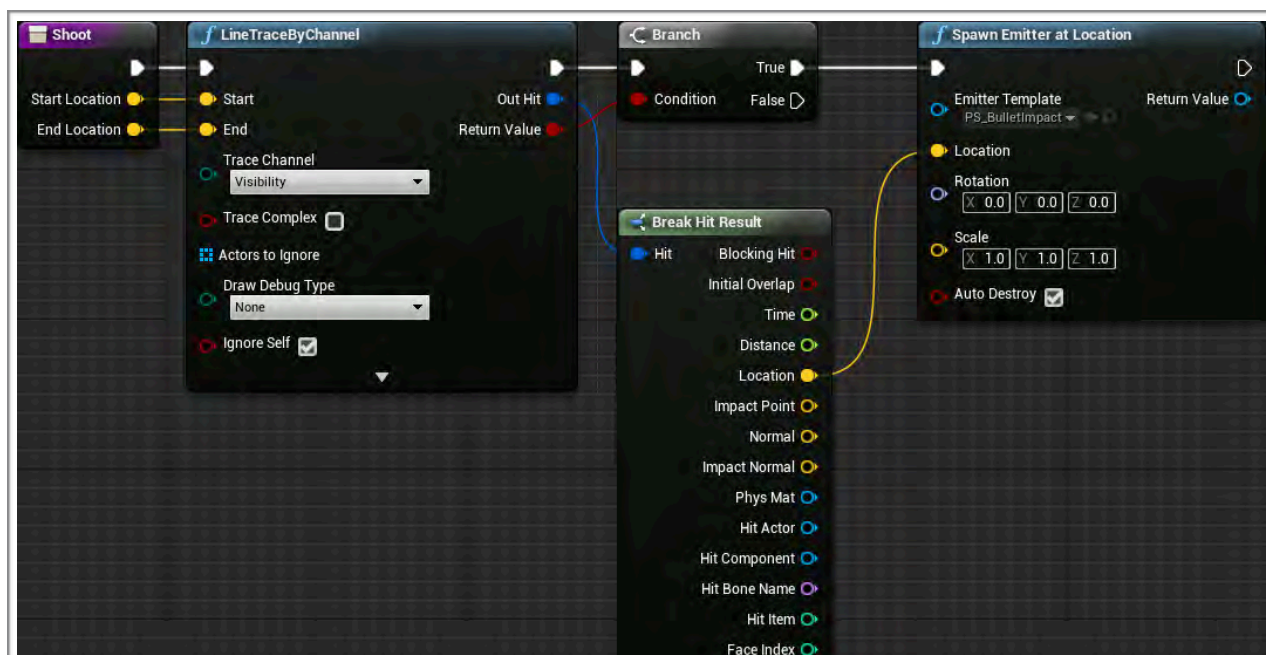 Shoot
Start Location
End Location
f LineTraceByChannel
Start
Out Hit
End
Return Value
Trace Channel
Visibility
Trace Complex
Actors to Ignore
Draw Debug Type
None
Ignore Self
Branch
True
Condition
False
Break Hit Result
Hit
Blocking Hit
Initial Overlap
Time
Distance
Location
Impact Point
Normal
Impact Normal
Phys Mat
Hit Actor
Hit Component
Hit Bone Name
Hit Item
Face Index
f Spawn Emitter at Location
Emitter Template
Return Value
PS_BulletImpact
Location
Rotation
X 0.0 Y 0.0 Z 0.0
Scale
X 1.0 Y 1.0 Z 1.0
Auto Destroy